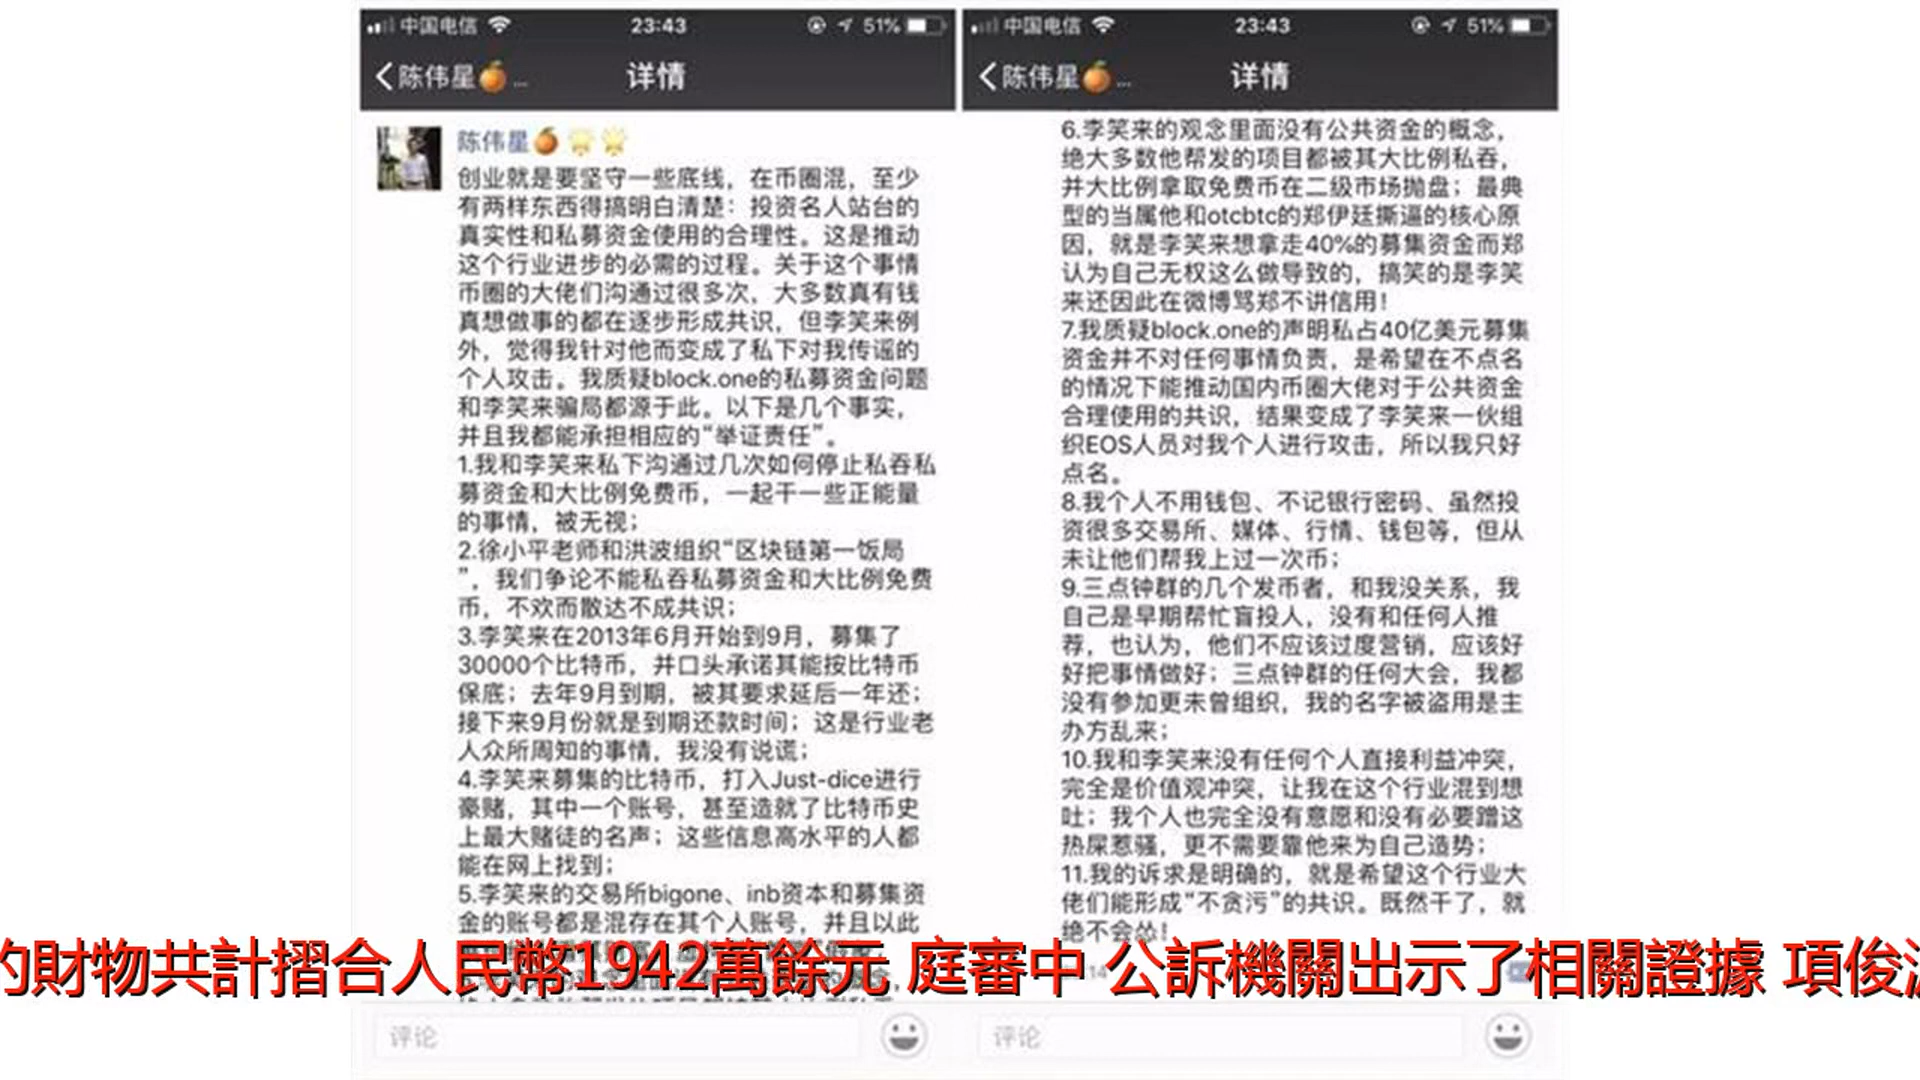 中国电信 23:43 51%
陈伟星🍊... 详情
陈伟星🍊
创业就是要坚守一些底线，在币圈混，至少
有两样东西得搞明白清楚：投资名人站台的
真实性和私募资金使用的合理性。这是推动
这个行业进步的必需的过程。关于这个事情
币圈的大佬们沟通过很多次，大多数真有钱
真想做事的都在逐步形成共识，但李笑来例
外，觉得我针对他而变成了私下对我传谣的
个人攻击。我质疑block.one的私募资金问题
和李笑来骗局都源于此。以下是几个事实，
并且我都能承担相应的“举证责任”。
1.我和李笑来私下沟通过几次如何停止私吞私
募资金和大比例免费币，一起干一些正能量
的事情，被无视；
2.徐小平老师和洪波组织“区块链第一饭局
”，我们争论不能私吞私募资金和大比例免费
币，不欢而散达不成共识；
3.李笑来在2013年6月开始到9月，募集了
30000个比特币，并口头承诺其能按比特币
保底；去年9月到期，被其要求延后一年还；
接下来9月份就是到期还款时间；这是行业老
人众所周知的事情，我没有说谎；
4.李笑来募集的比特币，打入Just-dice进行
豪赌，其中一个账号，甚至造就了比特币史
上最大赌徒的名声；这些信息高水平的人都
能在网上找到；
5.李笑来的交易所bigone、inb资本和募集资
金的账号都是混存在其个人账号，并且以此
评论
中国电信 23:43 51%
陈伟星🍊... 详情
6.李笑来的观念里面没有公共资金的概念，
绝大多数他帮发的项目都被其大比例私吞，
并大比例拿取免费币在二级市场抛盘；最典
型的当属他和otcbtc的郑伊廷撕逼的核心原
因，就是李笑来想拿走40%的募集资金而郑
认为自己无权这么做导致的，搞笑的是李笑
来还因此在微博骂郑不讲信用！
7.我质疑block.one的声明私占40亿美元募集
资金并不对任何事情负责，是希望在不点名
的情况下能推动国内币圈大佬对于公共资金
合理使用的共识，结果变成了李笑来一伙组
织EOS人员对我个人进行攻击，所以我只好
点名。
8.我个人不用钱包、不记银行密码、虽然投
资很多交易所、媒体、行情、钱包等，但从
未让他们帮我上过一次币；
9.三点钟群的几个发币者，和我没关系，我
自己是早期帮忙盲投人，没有和任何人推
荐，也认为，他们不应该过度营销，应该好
好把事情做好；三点钟群的任何大会，我都
没有参加更未曾组织，我的名字被盗用是主
办方乱来；
10.我和李笑来没有任何个人直接利益冲突，
完全是价值观冲突，让我在这个行业混到想
吐；我个人也完全没有意愿和没有必要蹭这
热屎惹骚，更不需要靠他来为自己造势；
11.我的诉求是明确的，就是希望这个行业大
佬们能形成“不贪污”的共识。既然干了，就
绝不会怂！
评论
的財物共計摺合人民幣1942萬餘元 庭審中 公訴機關出示了相關證據 項俊波